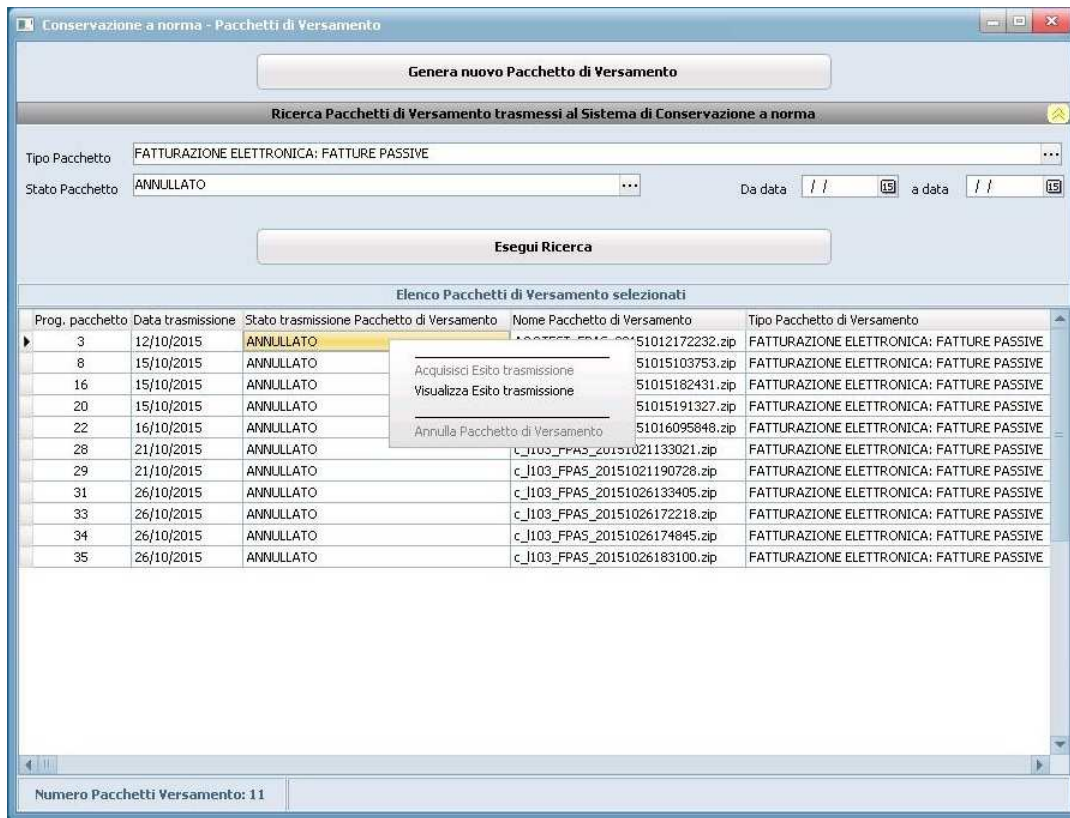 Conservazione a norma - Pacchetti di Versamento
Genera nuovo Pacchetto di Versamento
Ricerca Pacchetti di Versamento trasmessi al Sistema di Conservazione a norma
Tipo Pacchetto FATTURAZIONE ELETTRONICA: FATTURE PASSIVE ...
Stato Pacchetto ANNULLATO ... Da data / / 15 a data / / 15
Esegui Ricerca
Elenco Pacchetti di Versamento selezionati
Prog. pacchetto Data trasmissione Stato trasmissione Pacchetto di Versamento Nome Pacchetto di Versamento Tipo Pacchetto di Versamento
3 12/10/2015 ANNULLATO 51012172232.zip FATTURAZIONE ELETTRONICA: FATTURE PASSIVE
8 15/10/2015 ANNULLATO 51015103753.zip FATTURAZIONE ELETTRONICA: FATTURE PASSIVE
16 15/10/2015 ANNULLATO 51015182431.zip FATTURAZIONE ELETTRONICA: FATTURE PASSIVE
20 15/10/2015 ANNULLATO 51015191327.zip FATTURAZIONE ELETTRONICA: FATTURE PASSIVE
22 16/10/2015 ANNULLATO 51016095848.zip FATTURAZIONE ELETTRONICA: FATTURE PASSIVE
28 21/10/2015 ANNULLATO c_l103_FPAS_20151021133021.zip FATTURAZIONE ELETTRONICA: FATTURE PASSIVE
29 21/10/2015 ANNULLATO c_l103_FPAS_20151021190728.zip FATTURAZIONE ELETTRONICA: FATTURE PASSIVE
31 26/10/2015 ANNULLATO c_l103_FPAS_20151026133405.zip FATTURAZIONE ELETTRONICA: FATTURE PASSIVE
33 26/10/2015 ANNULLATO c_l103_FPAS_20151026172218.zip FATTURAZIONE ELETTRONICA: FATTURE PASSIVE
34 26/10/2015 ANNULLATO c_l103_FPAS_20151026174845.zip FATTURAZIONE ELETTRONICA: FATTURE PASSIVE
35 26/10/2015 ANNULLATO c_l103_FPAS_20151026183100.zip FATTURAZIONE ELETTRONICA: FATTURE PASSIVE
Acquisisci Esito trasmissione
Visualizza Esito trasmissione
Annulla Pacchetto di Versamento
Numero Pacchetti Versamento: 11